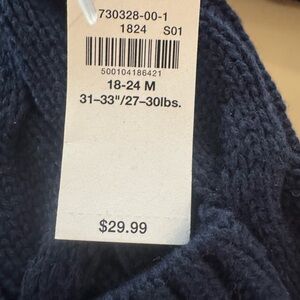 730328-00-1
1824 S01
500104186421
18-24 M
31-33"/27-30lbs.
$29.99